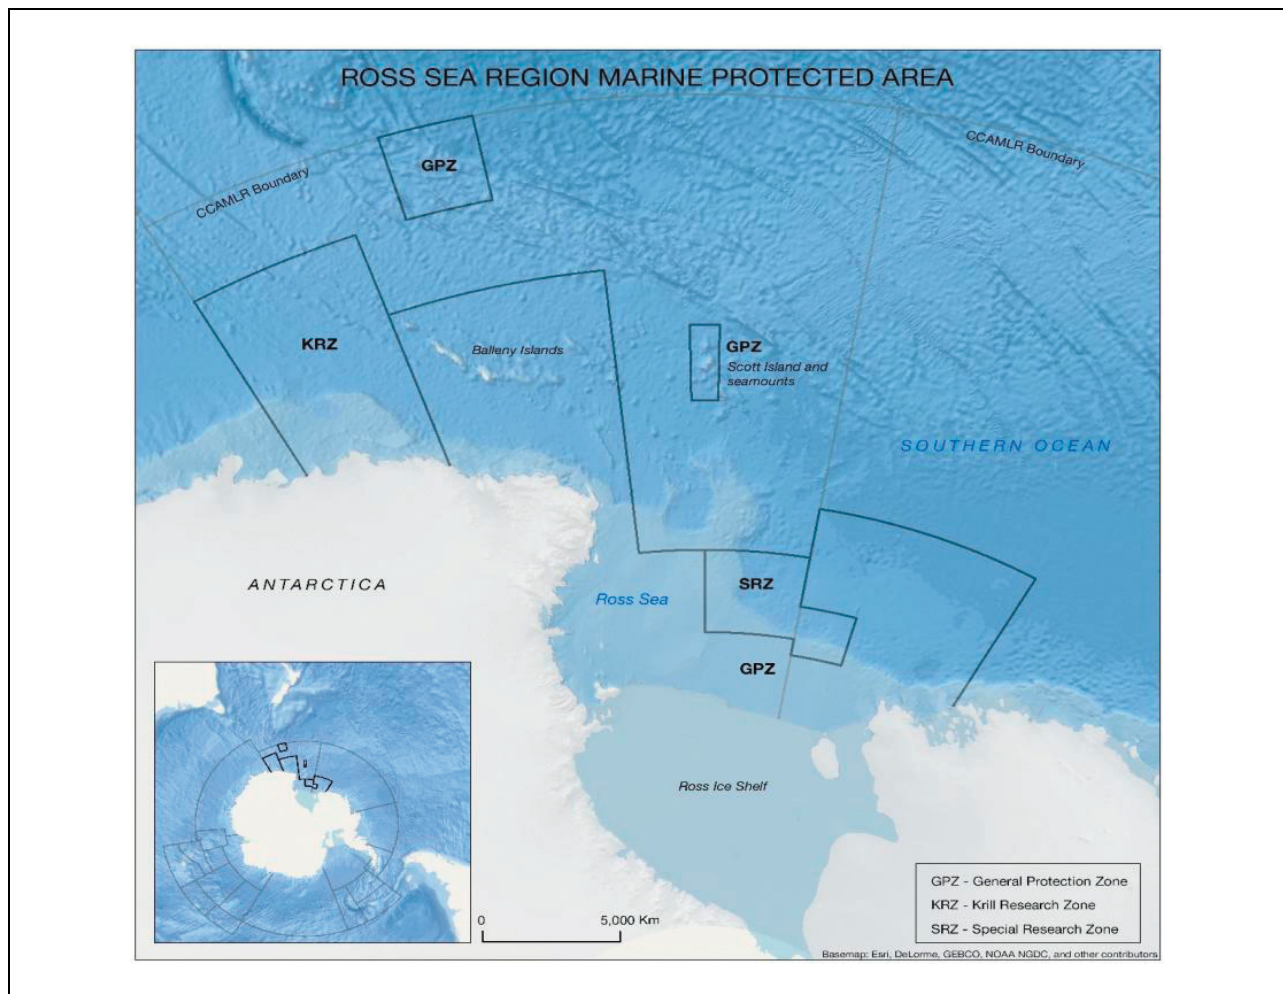 ROSS SEA REGION MARINE PROTECTED AREA
CCAMLR Boundary
GPZ
CCAMLR Boundary
KRZ
Balleny Islands
GPZ
Scott Island and
seamounts
SOUTHERN OCEAN
ANTARCTICA
Ross Sea
SRZ
GPZ
Ross Ice Shelf
0
5,000 Km
GPZ - General Protection Zone
KRZ - Krill Research Zone
SRZ - Special Research Zone
Basemap: Esri, DeLorme, GEBCO, NOAA NGDC, and other contributors